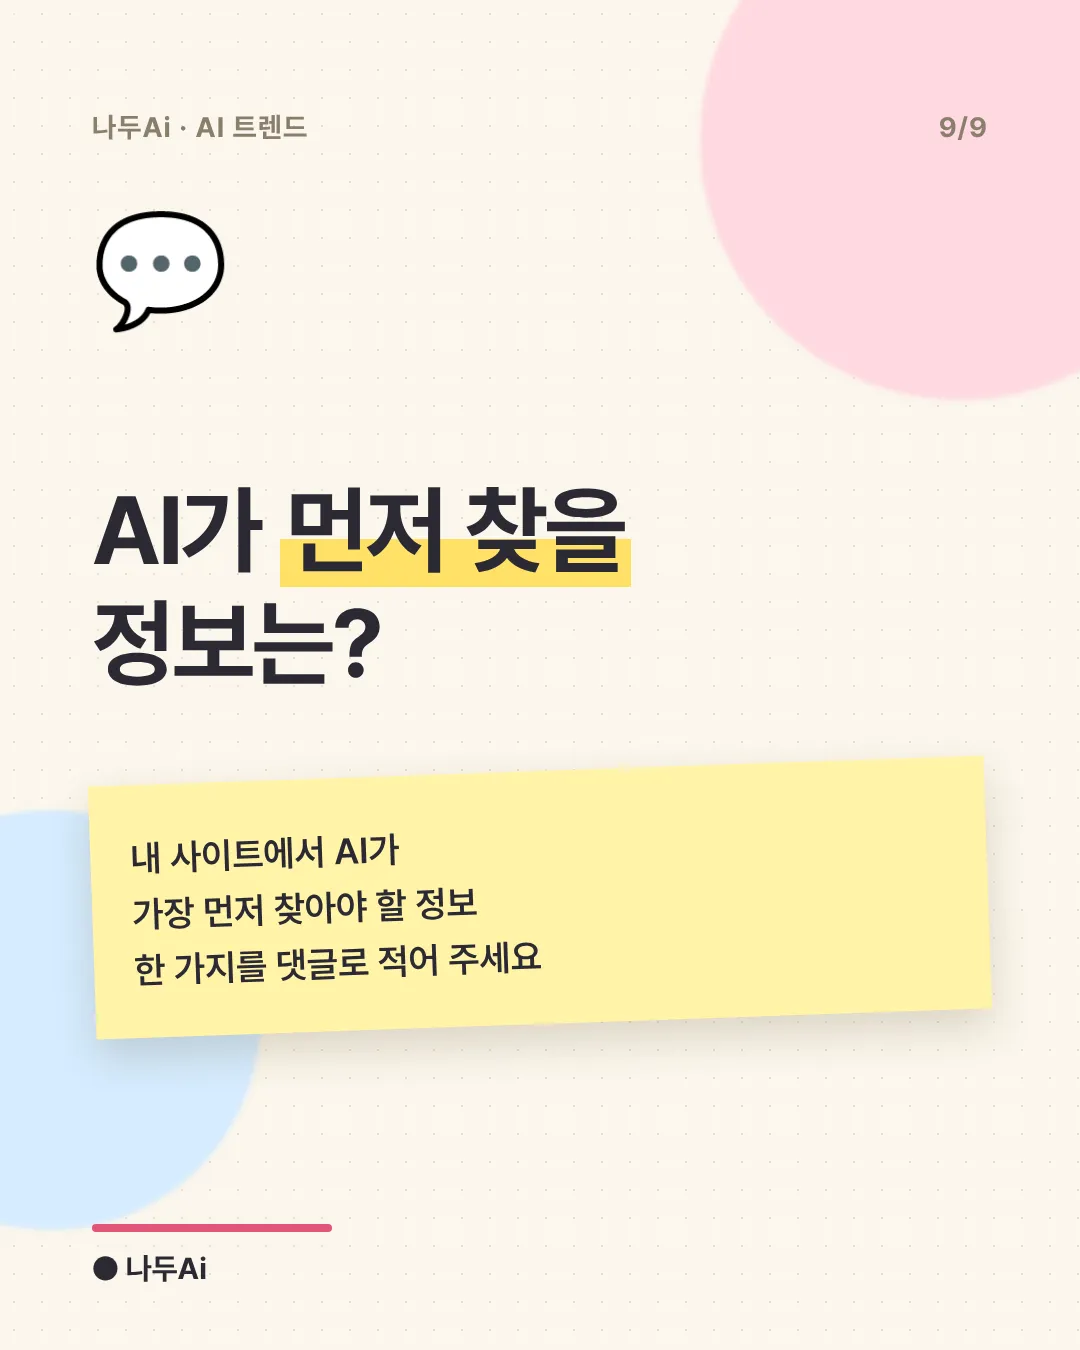 나두Ai · AI 트렌드
9/9
AI가 먼저 찾을
정보는?
내 사이트에서 AI가
가장 먼저 찾아야 할 정보
한 가지를 댓글로 적어 주세요
나두Ai